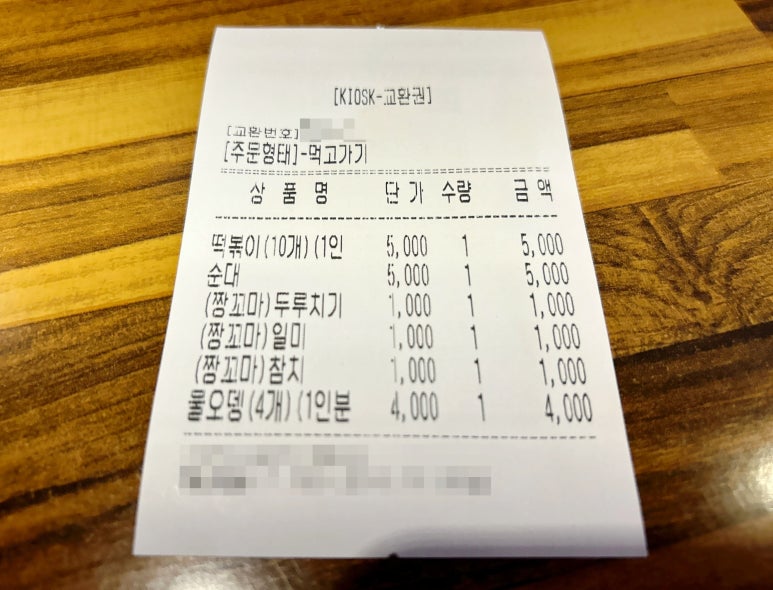 [KIOSK-교환권]
[교환번호]
[주문형태]-먹고가기
상 품 명 단 가 수량 금 액
떡볶이(10개)(1인 5,000 1 5,000
순대 5,000 1 5,000
(짱꼬마)두루치기 1,000 1 1,000
(짱꼬마)일미 1,000 1 1,000
(짱꼬마)참치 1,000 1 1,000
물오뎅(4개)(1인분 4,000 1 4,000